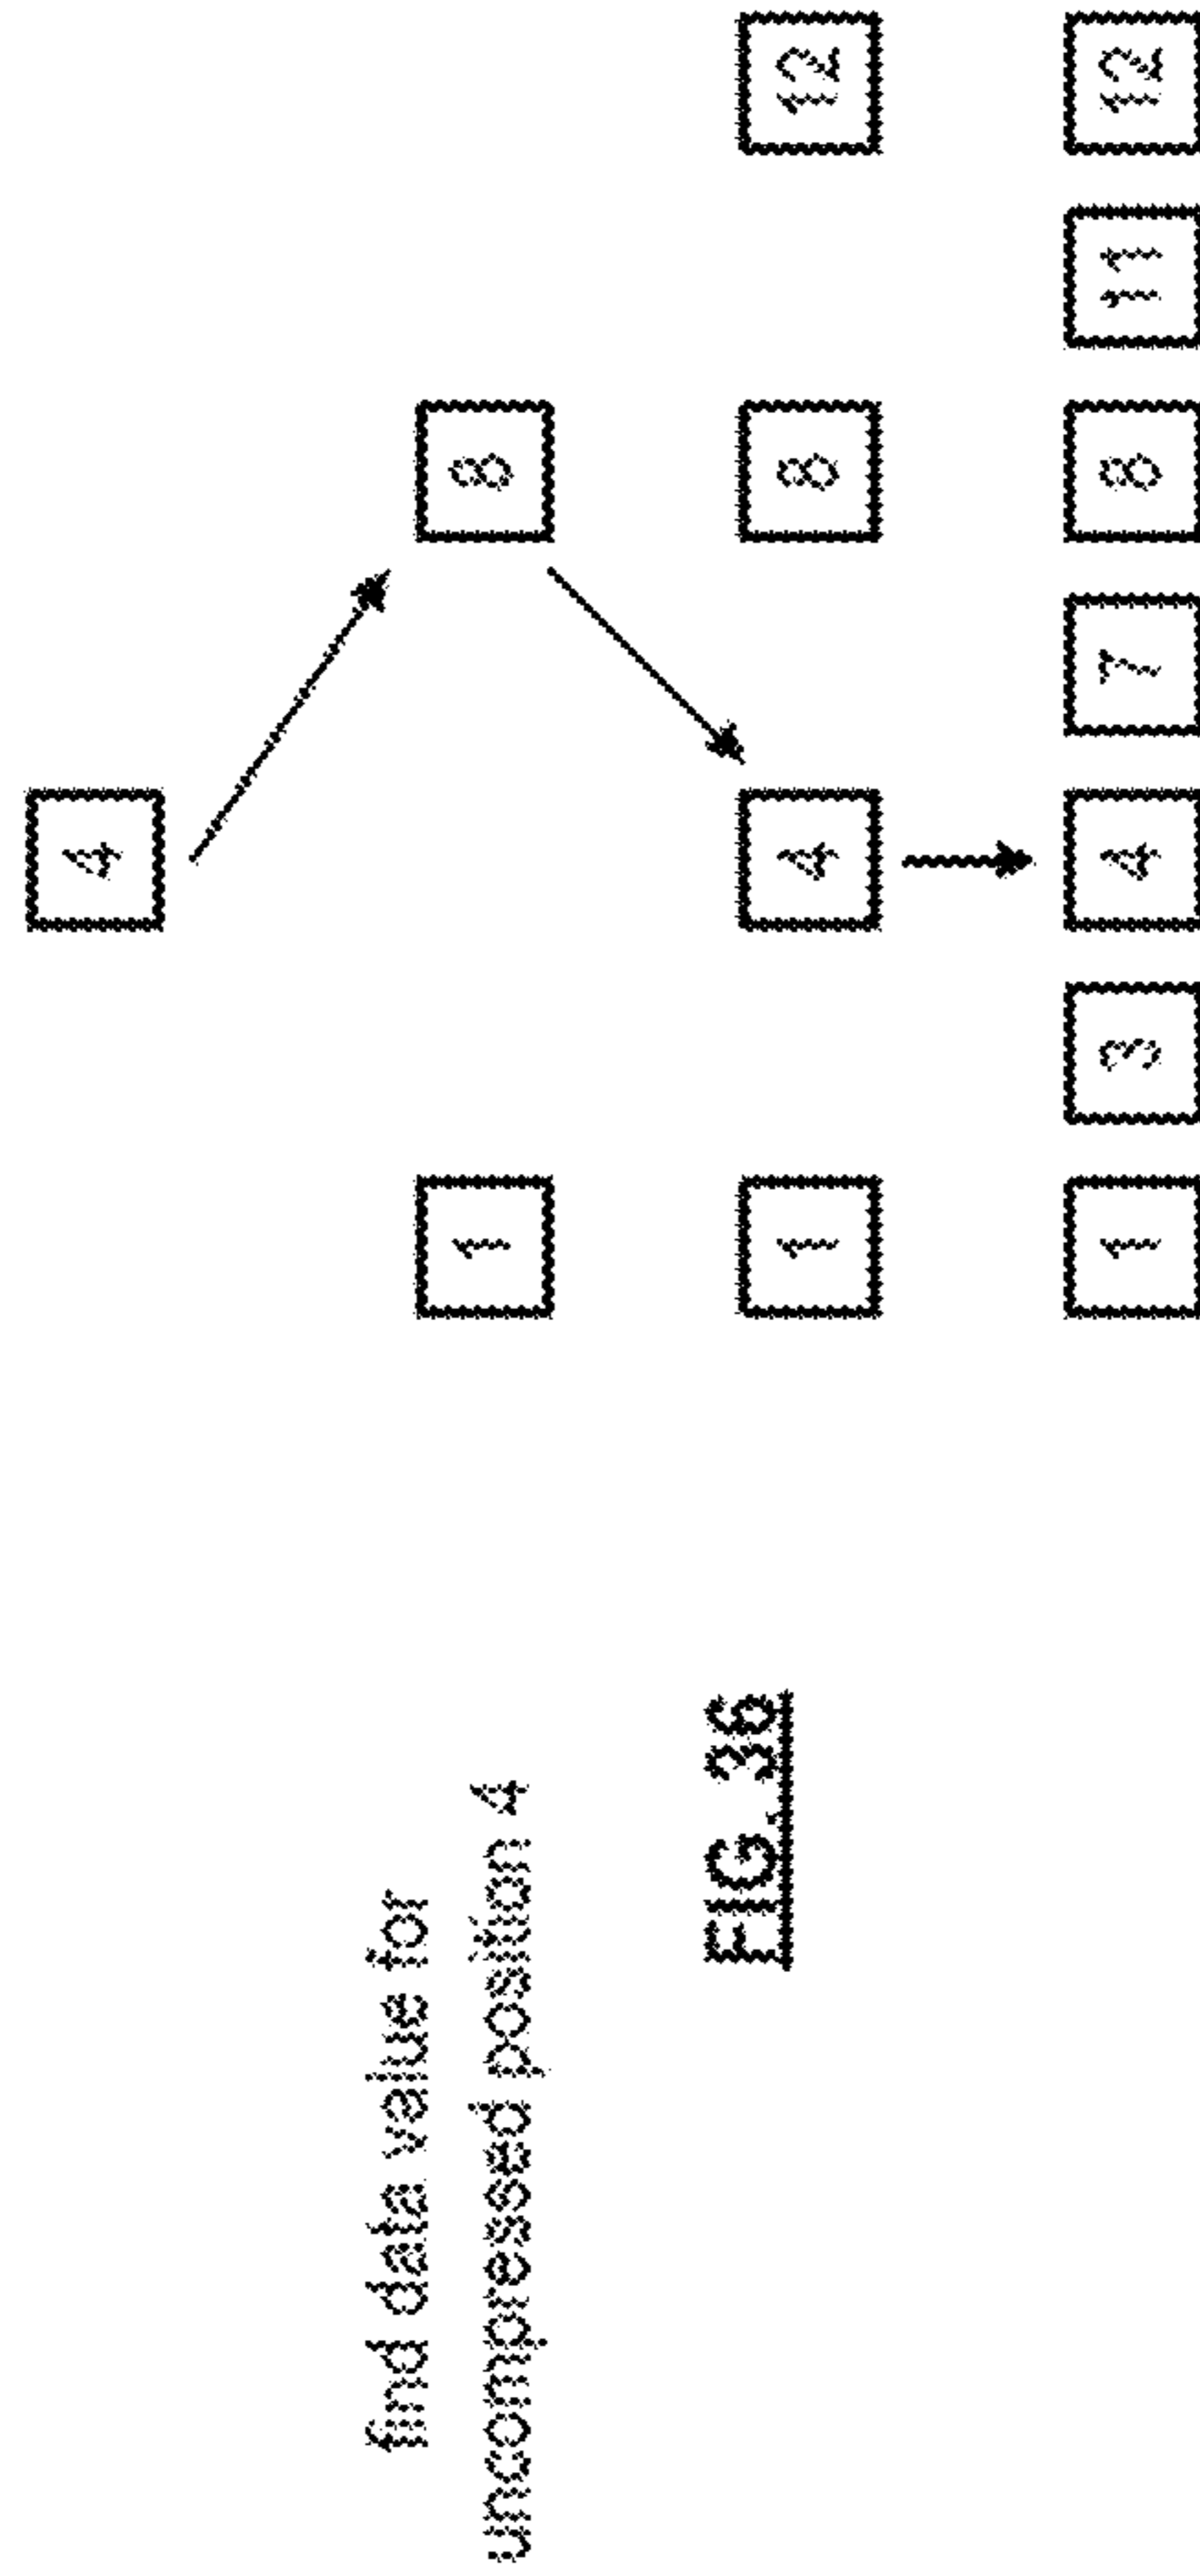 4
find data value for
uncompressed position 4
1 8
FIG. 36
1 4 8 12
1 3 4 7 8 11 12